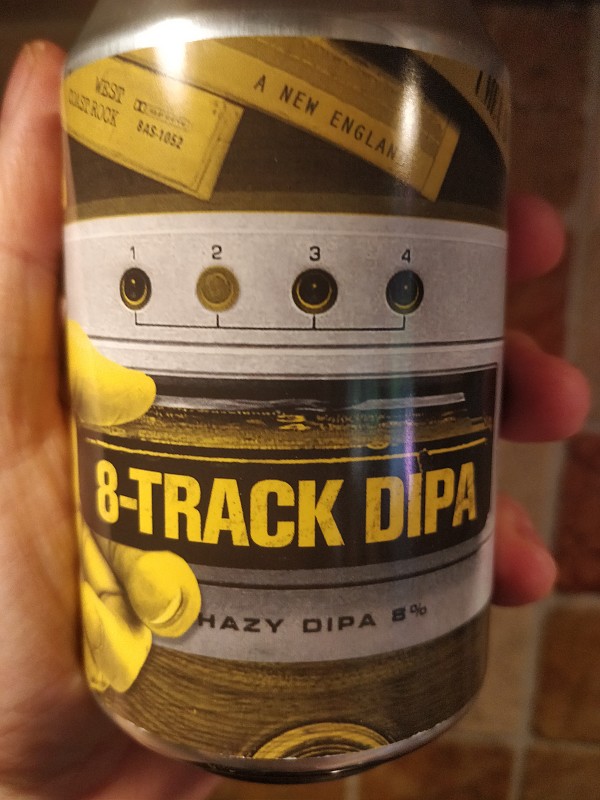 WEST
COAST ROCK
8AS-1052
A NEW ENGLAN
1 2 3 4
8-TRACK DIPA
HAZY DIPA 8%